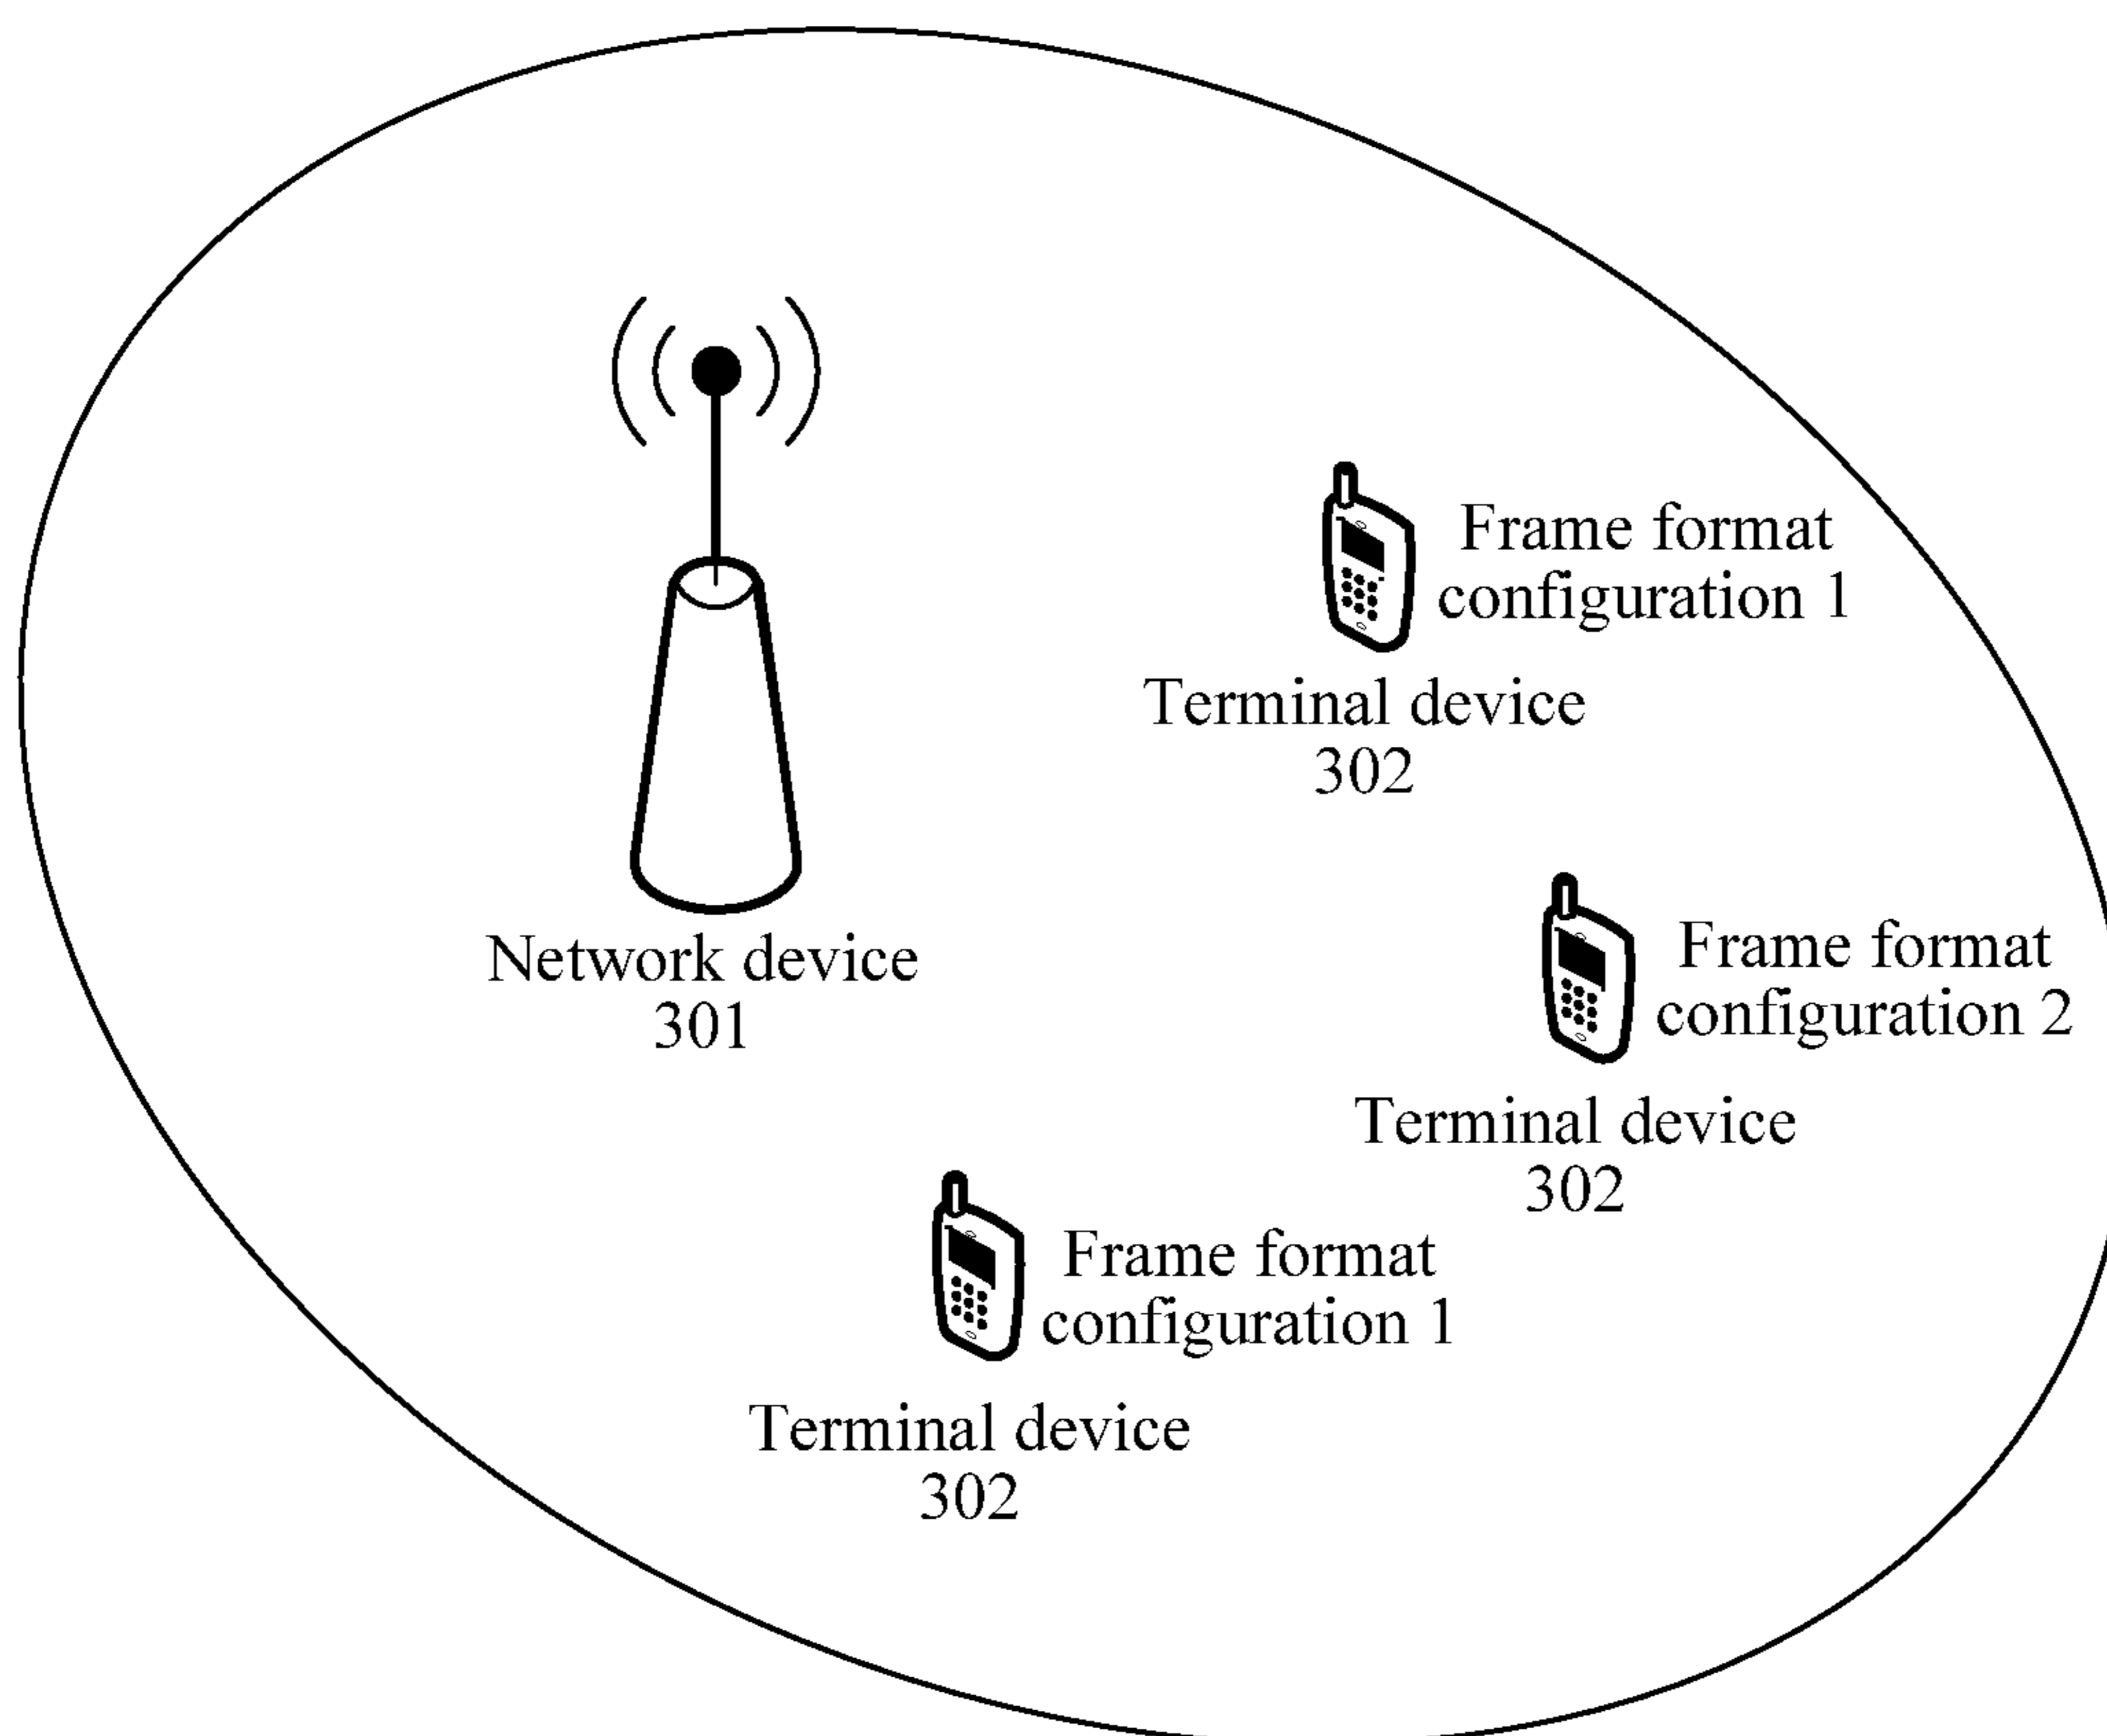 Frame format
configuration 1
Terminal device
302
Network device
301
Frame format
configuration 2
Terminal device
302
Frame format
configuration 1
Terminal device
302